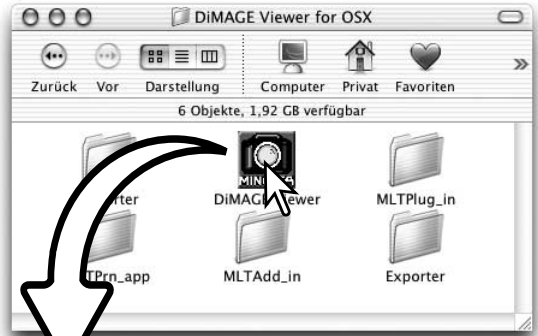 DiMAGE Viewer for OSX
Zurück Vor Darstellung Computer Privat Favoriten
6 Objekte, 1,92 GB verfügbar
MLTPlug_in
MLTAdd_in Exporter